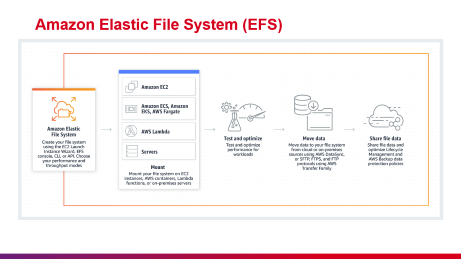 Amazon Elastic File System (EFS)
Amazon Elastic
File System
Create your file system
using the EC2 Launch
Instance Wizard, EFS
console, CLI, or API. Choose
your performance and
throughput modes
Amazon EC2
Amazon ECS, Amazon
EKS, AWS Fargate
AWS Lambda
Servers
Mount
Mount your file system on EC2
instances, AWS containers, Lambda
functions, or on-premises servers
Test and optimize
Test and optimize
performance for
workloads
Move data
Move data to your file system
from cloud or on-premises
sources using AWS DataSync,
or SFTP, FTPS, and FTP
protocols using AWS
Transfer Family
Share file data
Share file data and
optimize Lifecycle
Management and
AWS Backup data
protection policies